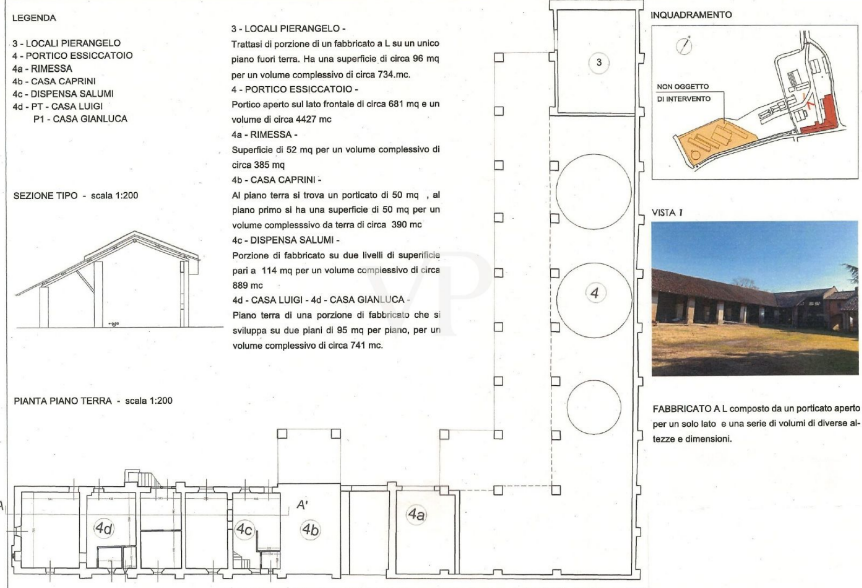 LEGENDA
3 - LOCALI PIERANGELO
4 - PORTICO ESSICCATOIO
4a - RIMESSA
4b - CASA CAPRINI
4c - DISPENSA SALUMI
4d - PT - CASA LUIGI
P1 - CASA GIANLUCA
SEZIONE TIPO - scala 1:200
PIANTA PIANO TERRA - scala 1:200
3 - LOCALI PIERANGELO -
Trattasi di porzione di un fabbricato a L su un unico
piano fuori terra. Ha una superficie di circa 96 mq
per un volume complessivo di circa 734.mc.
4 - PORTICO ESSICCATOIO -
Portico aperto sul lato frontale di circa 681 mq e un
volume di circa 4427 mc
4a - RIMESSA -
Superficie di 52 mq per un volume complessivo di
circa 385 mq
4b - CASA CAPRINI -
Al piano terra si trova un porticato di 50 mq , al
piano primo si ha una superficie di 50 mq per un
volume complesssivo da terra di circa 390 mc
4c - DISPENSA SALUMI -
Porzione di fabbricato su due livelli di superificie
pari a 114 mq per un volume complessivo di circa
889 mc
4d - CASA LUIGI - 4d - CASA GIANLUCA -
Piano terra di una porzione di fabbricato che si
sviluppa su due piani di 95 mq per piano, per un
volume complessivo di circa 741 mc.
VP
3
4
4d
4c
A'
4b
4a
A
INQUADRAMENTO
NON OGGETTO
DI INTERVENTO
VISTA 1
FABBRICATO A L composto da un porticato aperto
per un solo lato e una serie di volumi di diverse al-
tezze e dimensioni.